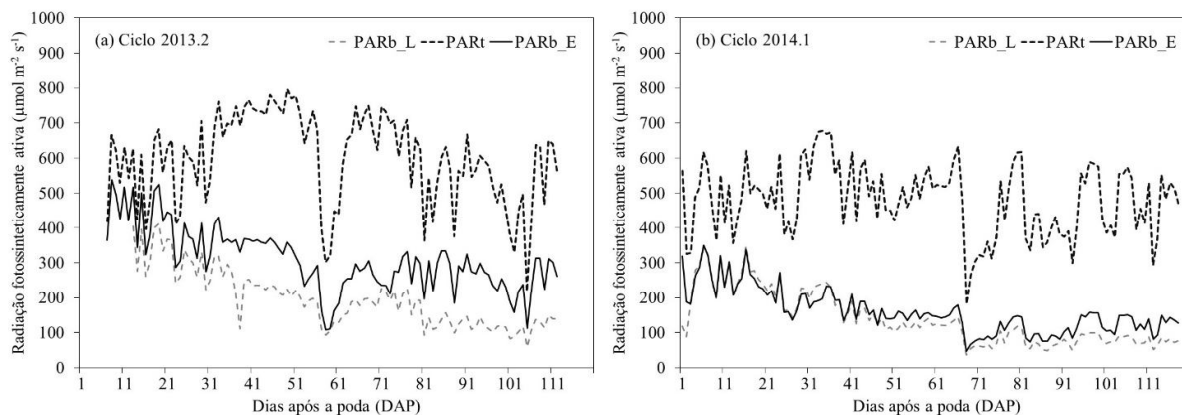 Radiação fotossinteticamente ativa (µmol m⁻² s⁻¹)
1000
900
800
700
600
500
400
300
200
100
0
(a) Ciclo 2013.2
PARb_L PARt PARb_E
1 11 21 31 41 51 61 71 81 91 101 111
Dias após a poda (DAP)
Radiação fotossinteticamente ativa (µmol m⁻² s⁻¹)
1000
900
800
700
600
500
400
300
200
100
0
(b) Ciclo 2014.1
PARb_L PARt PARb_E
1 11 21 31 41 51 61 71 81 91 101 111
Dias após a poda (DAP)